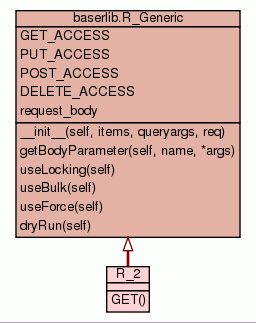 baserlib.R_Generic
GET_ACCESS
PUT_ACCESS
POST_ACCESS
DELETE_ACCESS
request_body
__init__(self, items, queryargs, req)
getBodyParameter(self, name, *args)
useLocking(self)
useBulk(self)
useForce(self)
dryRun(self)
R_2
GET()